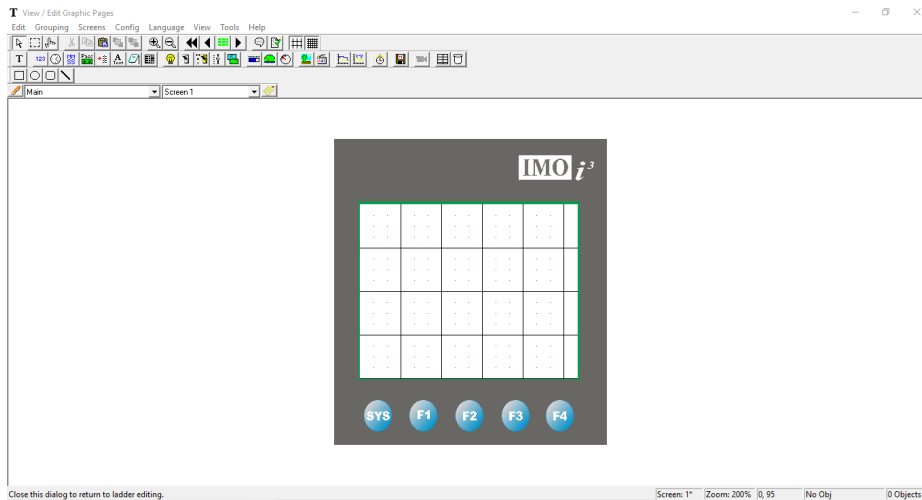 T View / Edit Graphic Pages
Edit Grouping Screens Config Language View Tools Help
T 123
Main Screen 1
IMO i³
SYS F1 F2 F3 F4
Close this dialog to return to ladder editing. Screen: 1* Zoom: 200% 0, 95 No Obj 0 Objects